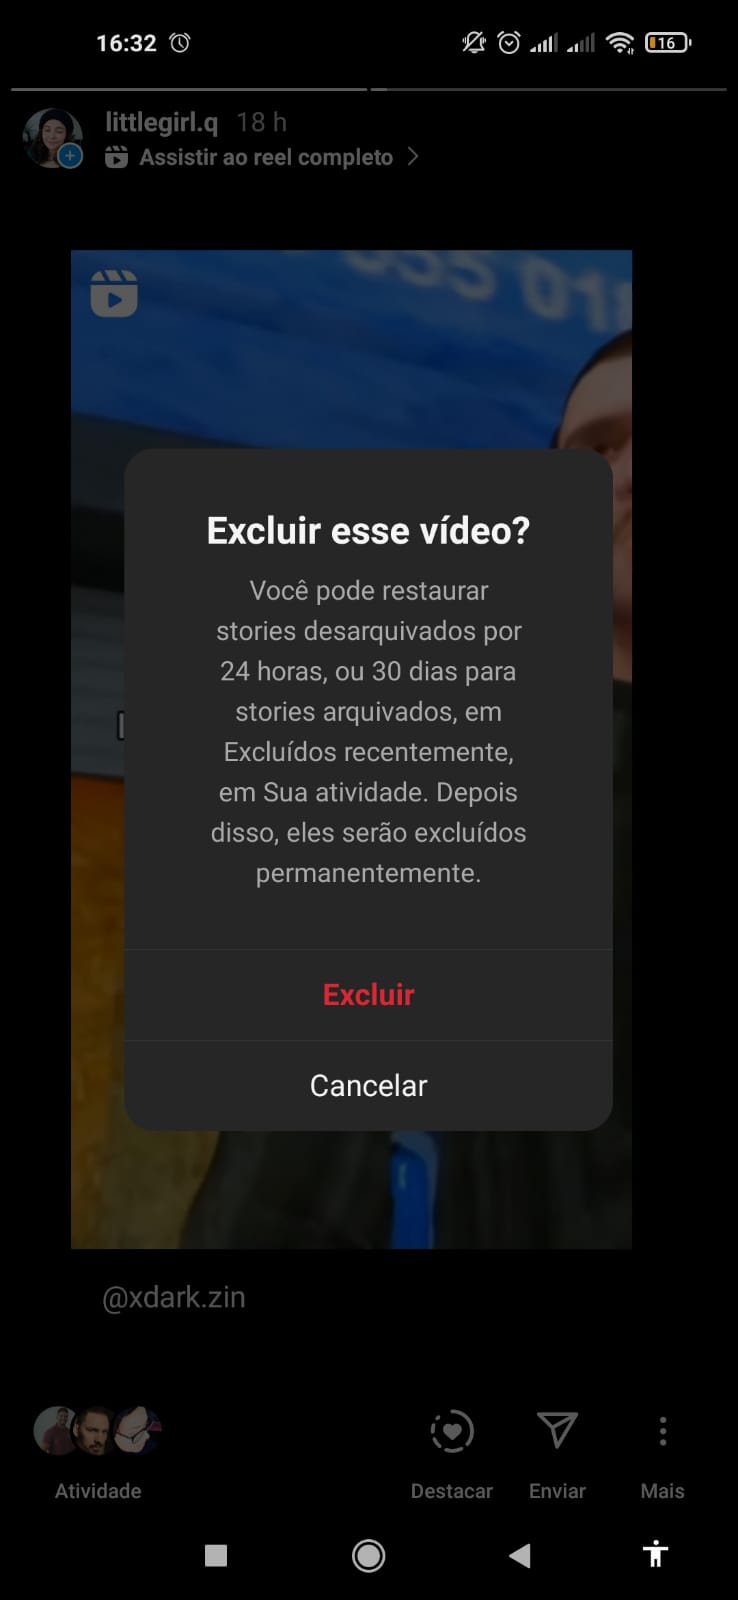 16:32
16
littlegirl.q 18 h
Assistir ao reel completo
Excluir esse vídeo?
Você pode restaurar
stories desarquivados por
24 horas, ou 30 dias para
stories arquivados, em
Excluídos recentemente,
em Sua atividade. Depois
disso, eles serão excluídos
permanentemente.
Excluir
Cancelar
@xdark.zin
Atividade
Destacar
Enviar
Mais